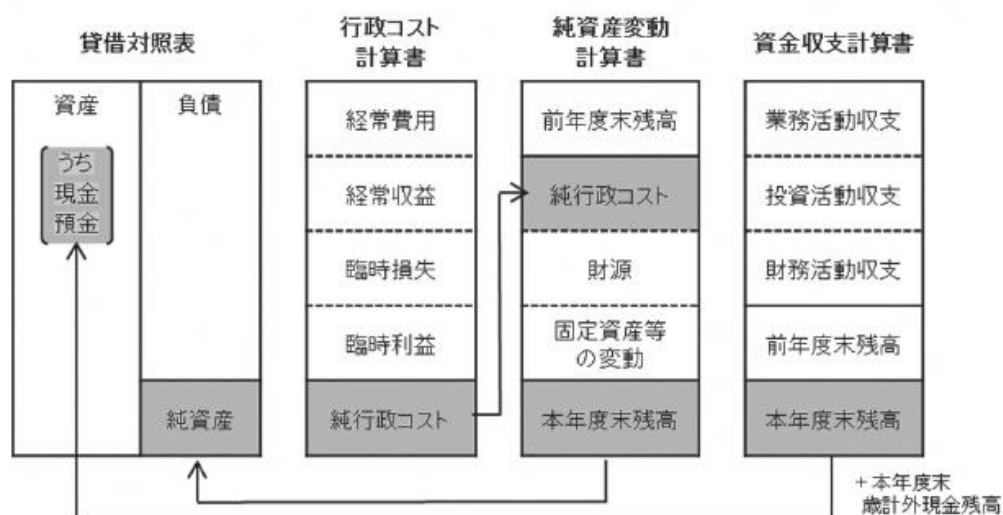 貸借対照表
資産
負債
うち
現金
預金
純資産
行政コスト
計算書
経常費用
経常収益
臨時損失
臨時利益
純行政コスト
純資産変動
計算書
前年度末残高
純行政コスト
財源
固定資産等
の変動
本年度末残高
資金収支計算書
業務活動収支
投資活動収支
財務活動収支
前年度末残高
本年度末残高
+本年度末
歳計外現金残高